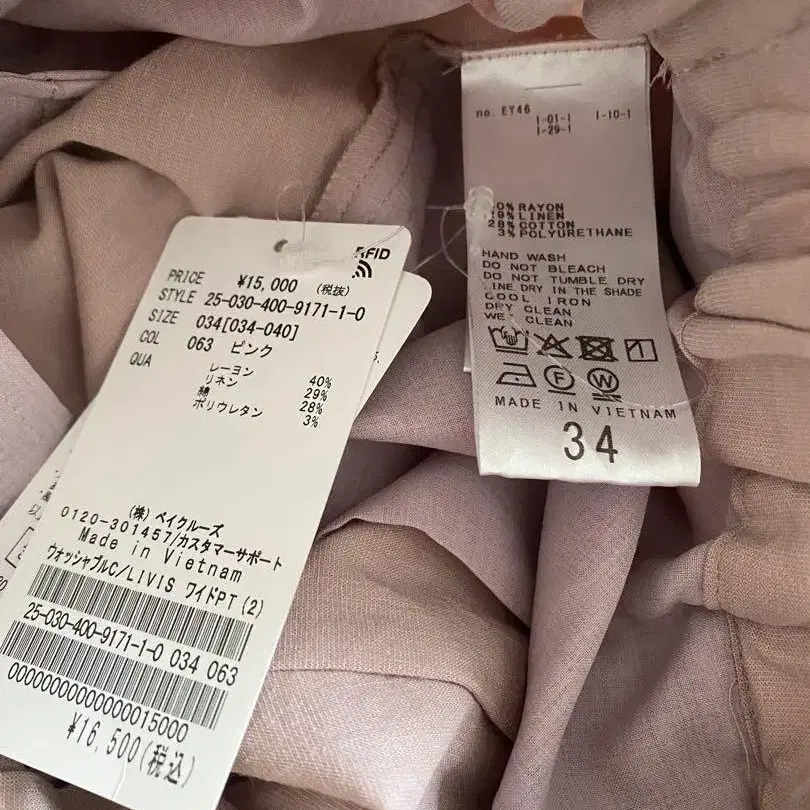 RFID
PRICE ¥15,000 (税抜)
STYLE 25-030-400-9171-1-0
SIZE 034[034-040]
COL 063 ピンク
QUA
レーヨン 40%
リネン 29%
綿 28%
ポリウレタン 3%
(株) ベイクルーズ
0120-301457/カスタマーサポート
Made in Vietnam
ウォッシャブルC/LIVIS ワイドPT(2)
25-030-400-9171-1-0 034 063
0000000000000015000
¥16,500(税込)
no. EY46
1-01-1 1-10-1
1-29-1
RAYON
LINEN
28% COTTON
3% POLYURETHANE
HAND WASH
DO NOT BLEACH
DO NOT TUMBLE DRY
LINE DRY IN THE SHADE
COOL IRON
DRY CLEAN
WET CLEAN
F W
MADE IN VIETNAM
34